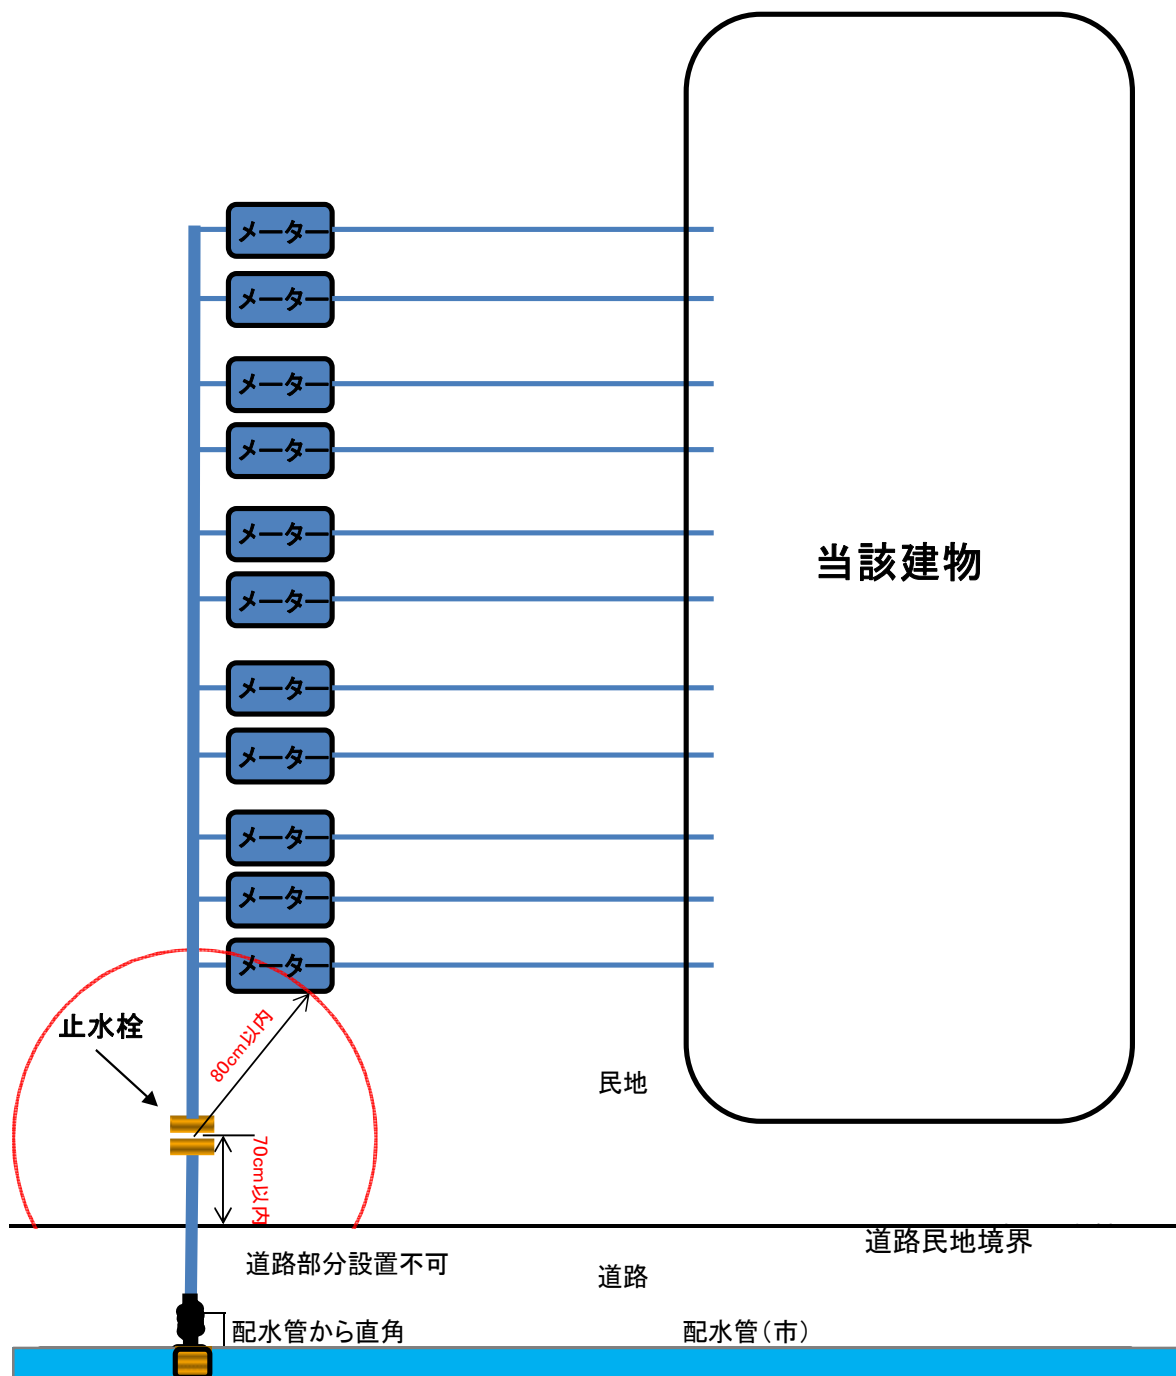 メーター
メーター
メーター
メーター
メーター
当該建物
メーター
メーター
メーター
メーター
メーター
メーター
止水栓
80cm以内
民地
70cm以内
道路民地境界
道路部分設置不可
道路
配水管から直角
配水管（市）